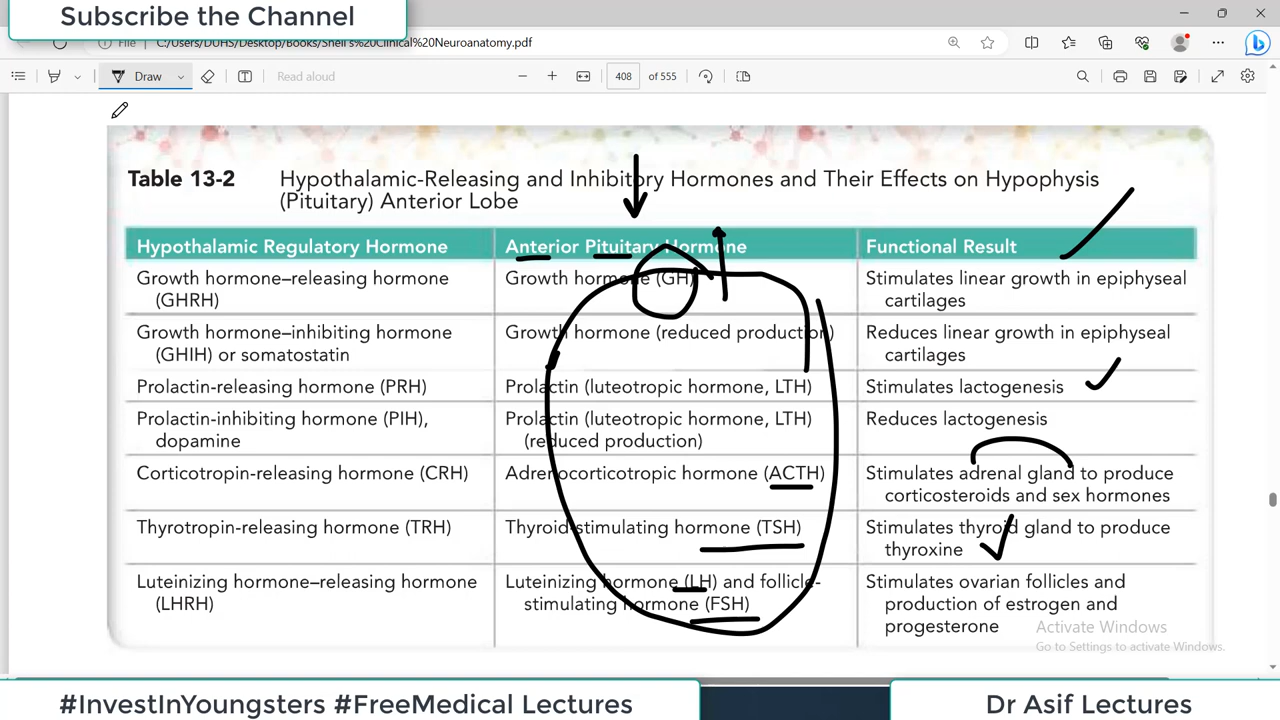 Subscribe the Channel
File
C:/Users/DUHS/Desktop/Books/Snell's%20Clinical%20Neuroanatomy.pdf
Draw
Read aloud
408 of 555
Table 13-2 Hypothalamic-Releasing and Inhibitory Hormones and Their Effects on Hypophysis
(Pituitary) Anterior Lobe
Hypothalamic Regulatory Hormone Anterior Pituitary Hormone Functional Result
Growth hormone–releasing hormone Growth hormone (GH) Stimulates linear growth in epiphyseal
(GHRH) cartilages
Growth hormone–inhibiting hormone Growth hormone (reduced production) Reduces linear growth in epiphyseal
(GHIH) or somatostatin cartilages
Prolactin-releasing hormone (PRH) Prolactin (luteotropic hormone, LTH) Stimulates lactogenesis
Prolactin-inhibiting hormone (PIH), Prolactin (luteotropic hormone, LTH) Reduces lactogenesis
dopamine (reduced production)
Corticotropin-releasing hormone (CRH) Adrenocorticotropic hormone (ACTH) Stimulates adrenal gland to produce
corticosteroids and sex hormones
Thyrotropin-releasing hormone (TRH) Thyroid-stimulating hormone (TSH) Stimulates thyroid gland to produce
thyroxine
Luteinizing hormone–releasing hormone Luteinizing hormone (LH) and follicle- Stimulates ovarian follicles and
(LHRH) stimulating hormone (FSH) production of estrogen and
progesterone
Activate Windows
Go to Settings to activate Windows.
#InvestInYoungsters #FreeMedical Lectures
Dr Asif Lectures